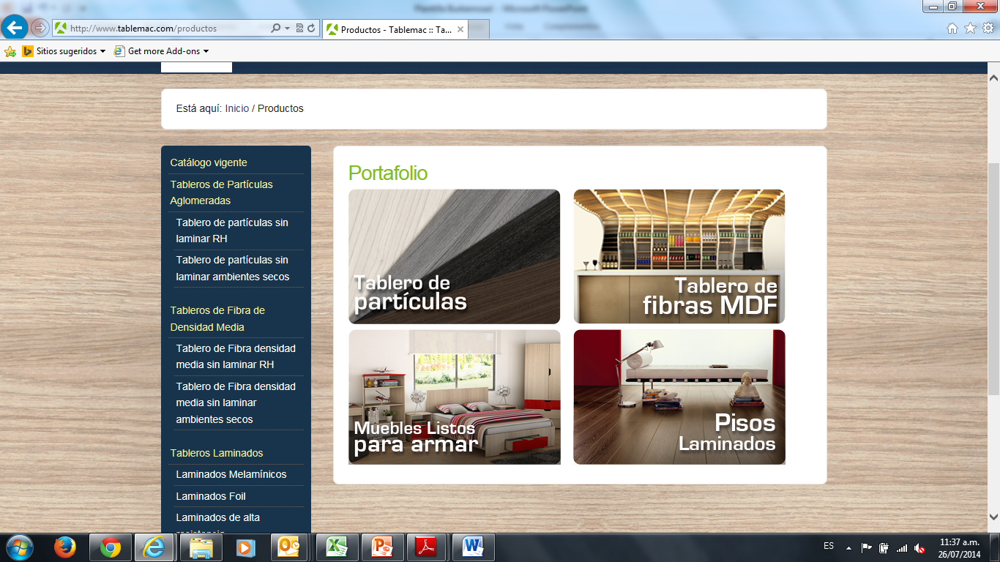 http://www.tablemac.com/productos
Productos - Tablemac :: Ta...
Sitios sugeridos
Get more Add-ons
Está aquí: Inicio / Productos
Catálogo vigente
Tableros de Partículas
Aglomeradas
Tablero de partículas sin
laminar RH
Tablero de partículas sin
laminar ambientes secos
Tableros de Fibra de
Densidad Media
Tablero de Fibra densidad
media sin laminar RH
Tablero de Fibra densidad
media sin laminar
ambientes secos
Tableros Laminados
Laminados Melamínicos
Laminados Foil
Laminados de alta
Portafolio
Tablero de
partículas
Tablero de
fibras MDF
Muebles Listos
para armar
Pisos
Laminados
ES
11:37 a.m.
26/07/2014